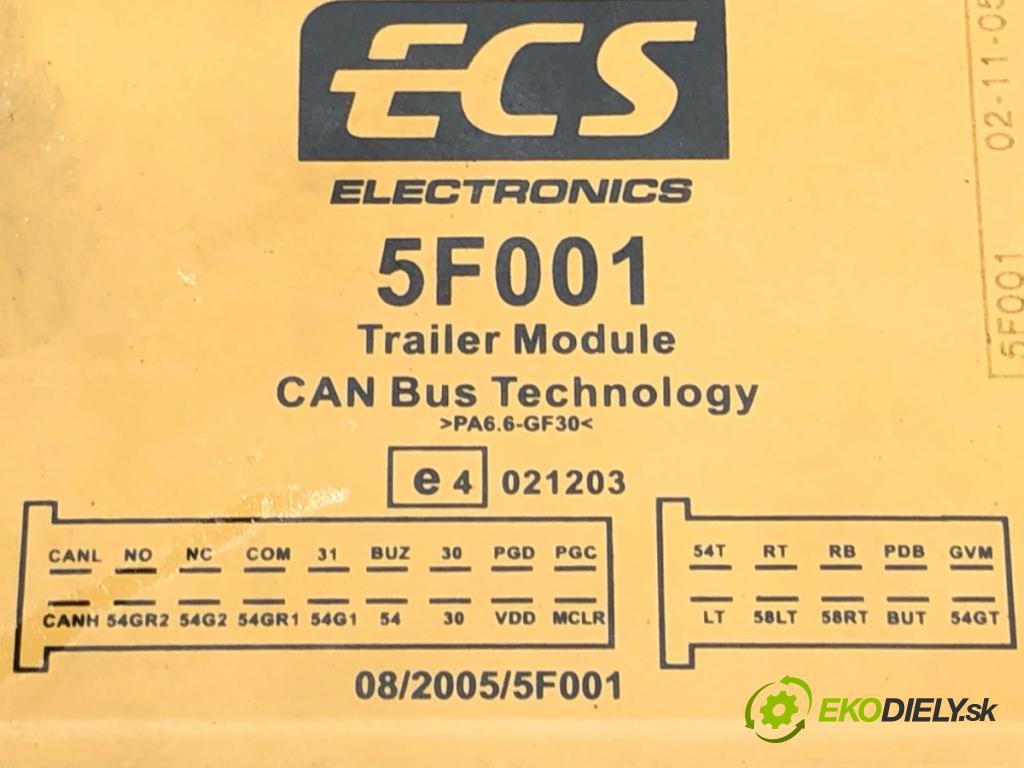 ECS
ELECTRONICS
5F001
Trailer Module
CAN Bus Technology
>PA6.6-GF30<
e4 021203
CANL NO NC COM 31 BUZ 30 PGD PGC
CANH 54GR2 54G2 54GR1 54G1 54 30 VDD MCLR
54T RT RB PDB GVM
LT 58LT 58RT BUT 54GT
08/2005/5F001
5F001 02-11-05
EKODIELY.sk